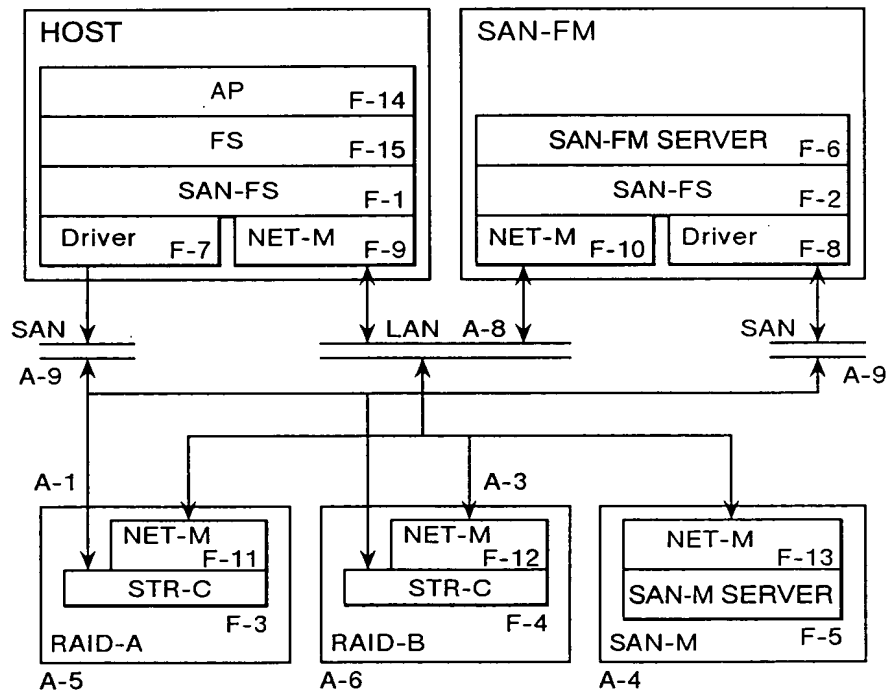 HOST
AP
F-14
FS
F-15
SAN-FS
F-1
Driver
F-7
NET-M
F-9
SAN-FM
SAN-FM SERVER
F-6
SAN-FS
F-2
NET-M
F-10
Driver
F-8
SAN
A-9
LAN A-8
SAN
A-9
A-1
A-3
NET-M
F-11
STR-C
F-3
RAID-A
A-5
NET-M
F-12
STR-C
F-4
RAID-B
A-6
NET-M
F-13
SAN-M SERVER
F-5
SAN-M
A-4